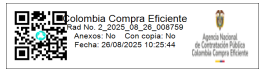 Colombia Compra Eficiente
Rad No. 2_2025_08_26_008759
Anexos: No Con copia: No
Fecha: 26/08/2025 10:25:44
Agencia Nacional
de Contratación Pública
Colombia Compra Eficiente